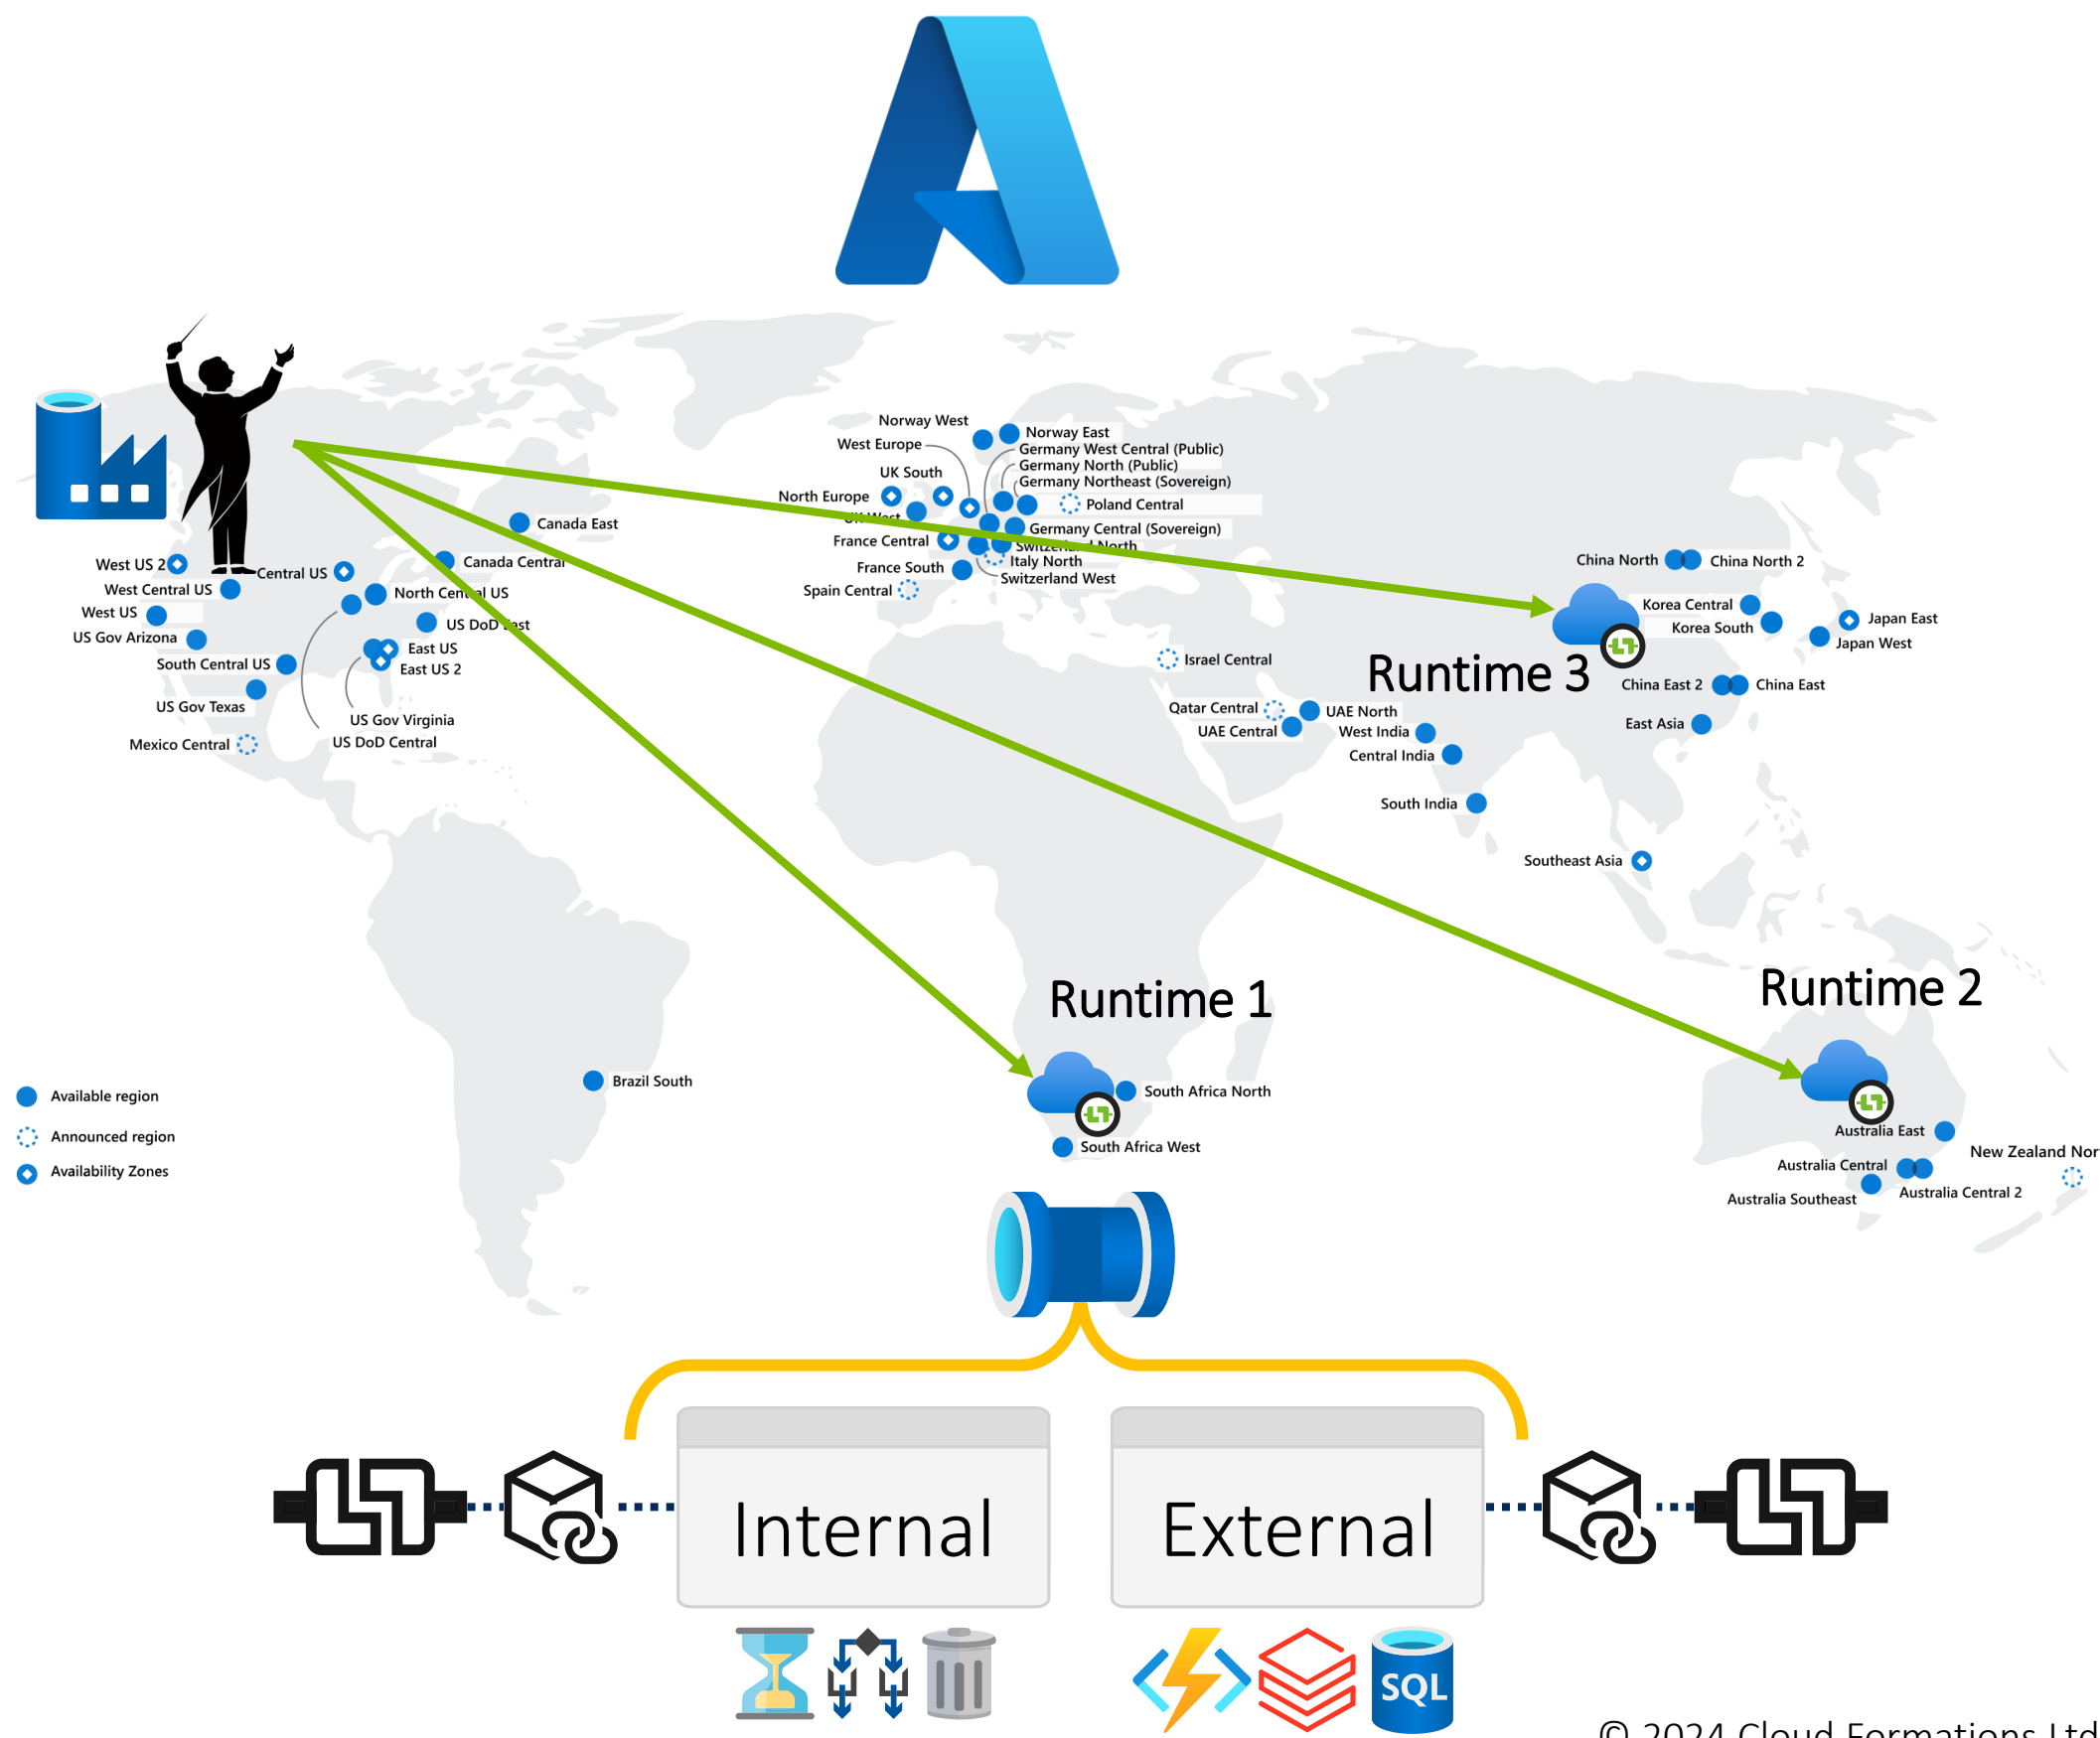 Norway West
Norway East
West Europe
Germany West Central (Public)
Germany North (Public)
UK South
Germany Northeast (Sovereign)
North Europe
Poland Central
UK West
Canada East
Germany Central (Sovereign)
France Central
Switzerland North
Italy North
Canada Central
France South
Switzerland West
Spain Central
West US 2
Central US
West Central US
North Central US
West US
US DoD East
US Gov Arizona
East US
South Central US
East US 2
US Gov Texas
US Gov Virginia
Mexico Central
US DoD Central
China North
China North 2
Korea Central
Korea South
Japan East
Japan West
Israel Central
Runtime 3
China East 2
China East
Qatar Central
UAE North
East Asia
UAE Central
West India
Central India
South India
Southeast Asia
Runtime 1
Runtime 2
Brazil South
South Africa North
South Africa West
Available region
Announced region
Availability Zones
Australia East
New Zealand Nor
Australia Central
Australia Central 2
Australia Southeast
Internal
External
SQL
© 2024 Cloud Formations Ltd